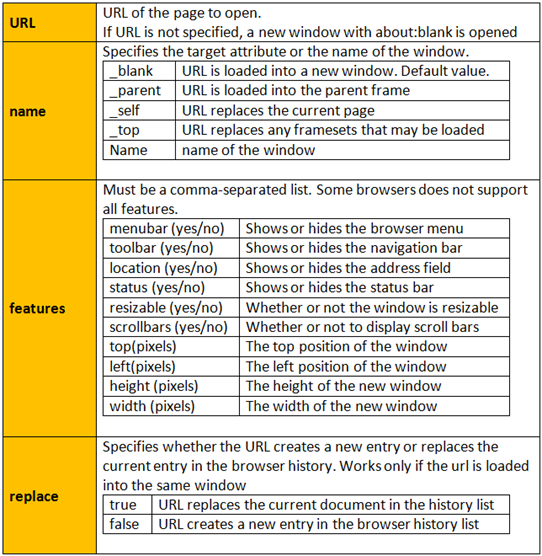 URL
URL of the page to open.
If URL is not specified, a new window with about:blank is opened
name
Specifies the target attribute or the name of the window.
_blank URL is loaded into a new window. Default value.
_parent URL is loaded into the parent frame
_self URL replaces the current page
_top URL replaces any framesets that may be loaded
Name name of the window
features
Must be a comma-separated list. Some browsers does not support
all features.
menubar (yes/no) Shows or hides the browser menu
toolbar (yes/no) Shows or hides the navigation bar
location (yes/no) Shows or hides the address field
status (yes/no) Shows or hides the status bar
resizable (yes/no) Whether or not the window is resizable
scrollbars (yes/no) Whether or not to display scroll bars
top(pixels) The top position of the window
left(pixels) The left position of the window
height (pixels) The height of the new window
width (pixels) The width of the new window
replace
Specifies whether the URL creates a new entry or replaces the
current entry in the browser history. Works only if the url is loaded
into the same window
true URL replaces the current document in the history list
false URL creates a new entry in the browser history list